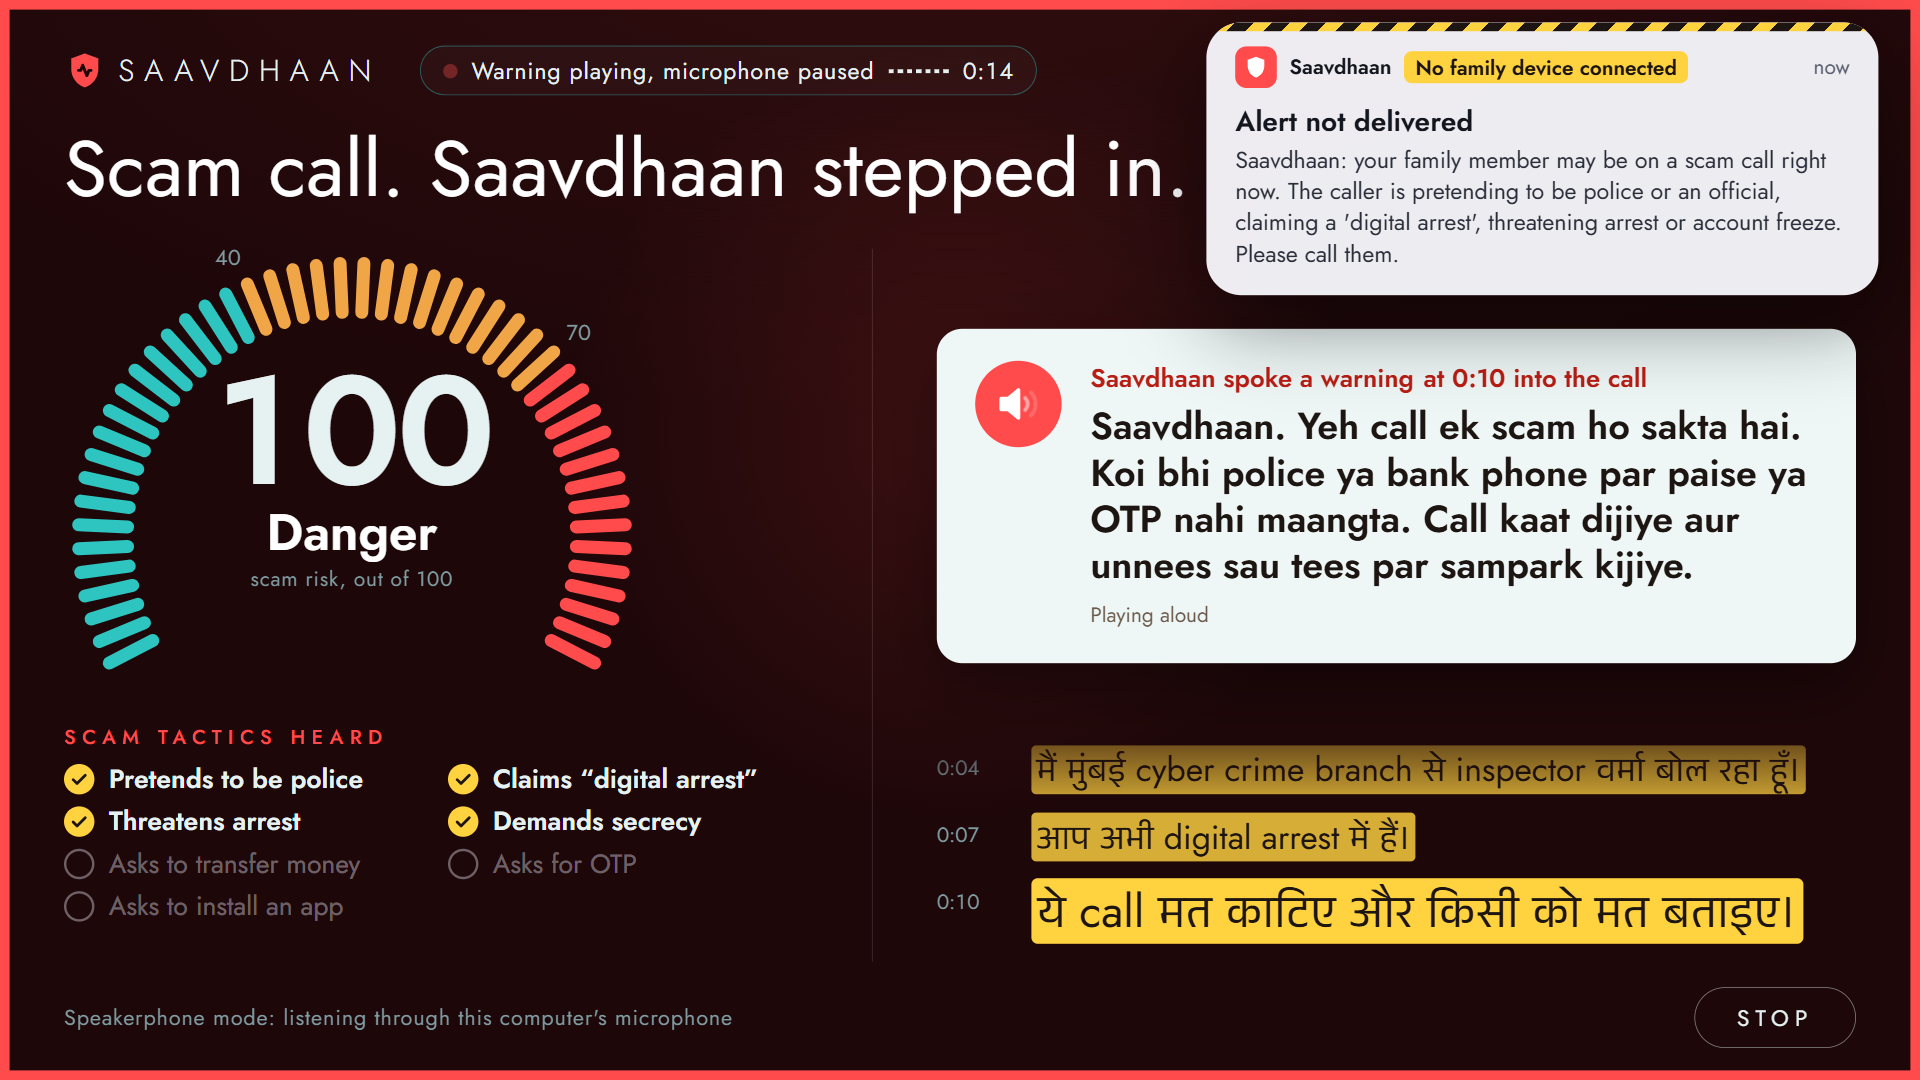 SAAVDHAAN
Warning playing, microphone paused 0:14
Scam call. Saavdhaan stepped in.
Saavdhaan No family device connected now
Alert not delivered
Saavdhaan: your family member may be on a scam call right
now. The caller is pretending to be police or an official,
claiming a 'digital arrest', threatening arrest or account freeze.
Please call them.
40
70
100
Danger
scam risk, out of 100
Saavdhaan spoke a warning at 0:10 into the call
Saavdhaan. Yeh call ek scam ho sakta hai.
Koi bhi police ya bank phone par paise ya
OTP nahi maangta. Call kaat dijiye aur
unnees sau tees par sampark kijiye.
Playing aloud
SCAM TACTICS HEARD
Pretends to be police
Claims “digital arrest”
Threatens arrest
Demands secrecy
Asks to transfer money
Asks for OTP
Asks to install an app
0:04 मैं मुंबई cyber crime branch से inspector वर्मा बोल रहा हूँ।
0:07 आप अभी digital arrest में हैं।
0:10 ये call मत काटिए और किसी को मत बताइए।
Speakerphone mode: listening through this computer's microphone
STOP